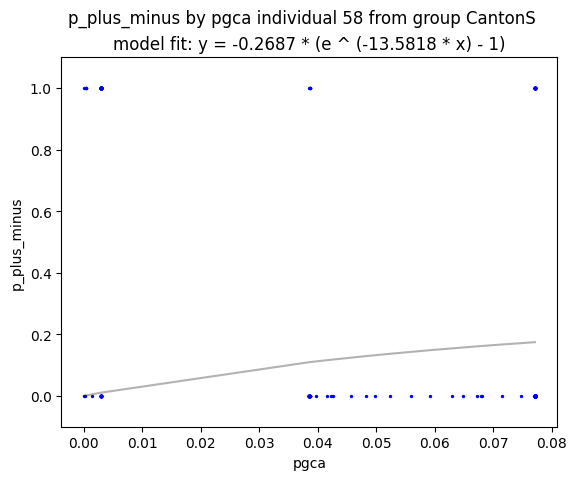 p_plus_minus by pgca individual 58 from group CantonS
model fit: y = -0.2687 * (e ^ (-13.5818 * x) - 1)
1.0
0.8
0.6
0.4
0.2
0.0
p_plus_minus
0.00 0.01 0.02 0.03 0.04 0.05 0.06 0.07 0.08
pgca